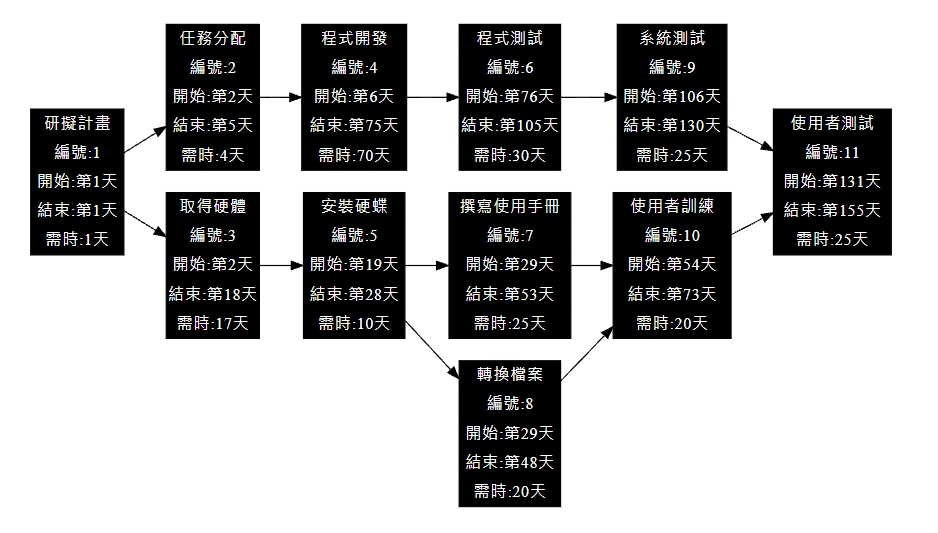 研擬計畫
編號:1
開始:第1天
結束:第1天
需時:1天
任務分配
編號:2
開始:第2天
結束:第5天
需時:4天
程式開發
編號:4
開始:第6天
結束:第75天
需時:70天
程式測試
編號:6
開始:第76天
結束:第105天
需時:30天
系統測試
編號:9
開始:第106天
結束:第130天
需時:25天
使用者測試
編號:11
開始:第131天
結束:第155天
需時:25天
取得硬體
編號:3
開始:第2天
結束:第18天
需時:17天
安裝硬蝶
編號:5
開始:第19天
結束:第28天
需時:10天
撰寫使用手冊
編號:7
開始:第29天
結束:第53天
需時:25天
使用者訓練
編號:10
開始:第54天
結束:第73天
需時:20天
轉換檔案
編號:8
開始:第29天
結束:第48天
需時:20天